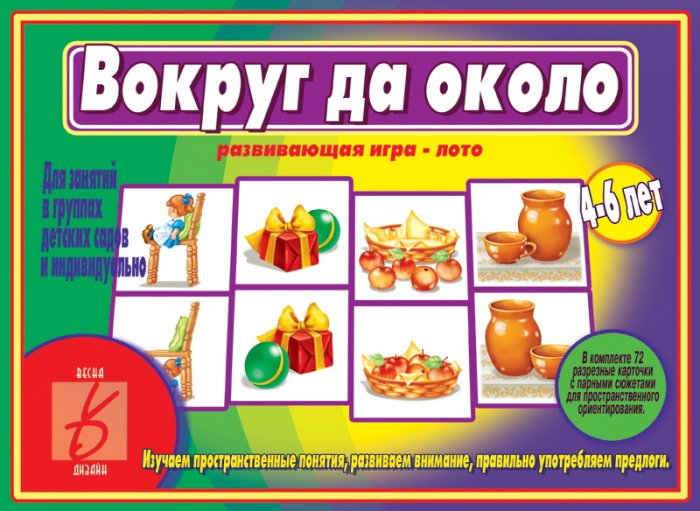 Вокруг да около
развивающая игра - лото
Для занятий
в группах
детских садов
и индивидуально
4-6 лет
В комплекте 72
разрезные карточки
с парными сюжетами
для пространственного
ориентирования.
ВЕСНА
ДИЗАЙН
Изучаем пространственные понятия, развиваем внимание, правильно употребляем предлоги.